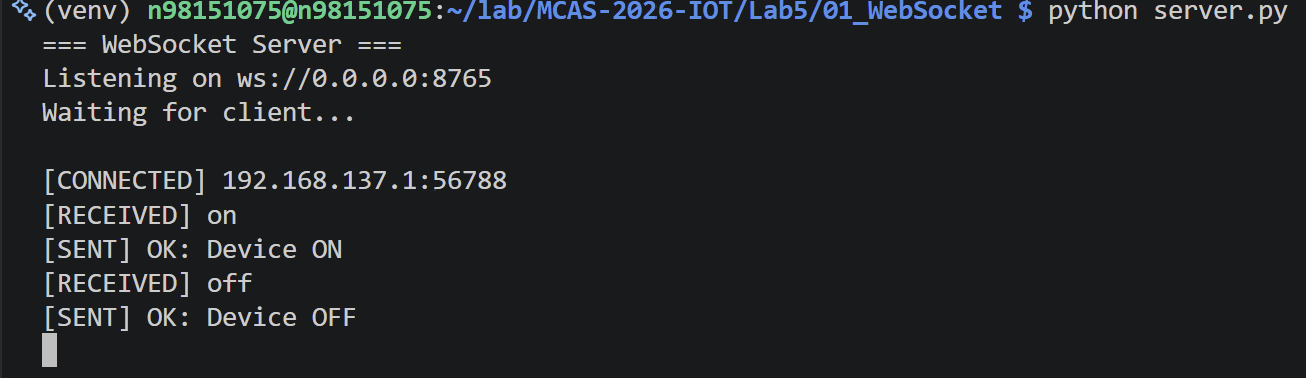 (venv) n98151075@n98151075:~/lab/MCAS-2026-IOT/Lab5/01_WebSocket $ python server.py
=== WebSocket Server ===
Listening on ws://0.0.0.0:8765
Waiting for client...
[CONNECTED] 192.168.137.1:56788
[RECEIVED] on
[SENT] OK: Device ON
[RECEIVED] off
[SENT] OK: Device OFF